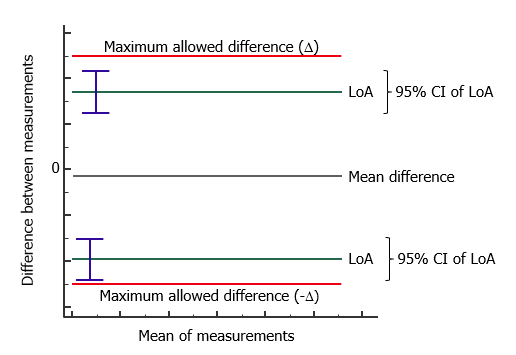 Maximum allowed difference (Δ)
LoA
95% CI of LoA
0
Mean difference
LoA
95% CI of LoA
Maximum allowed difference (-Δ)
Difference between measurements
Mean of measurements